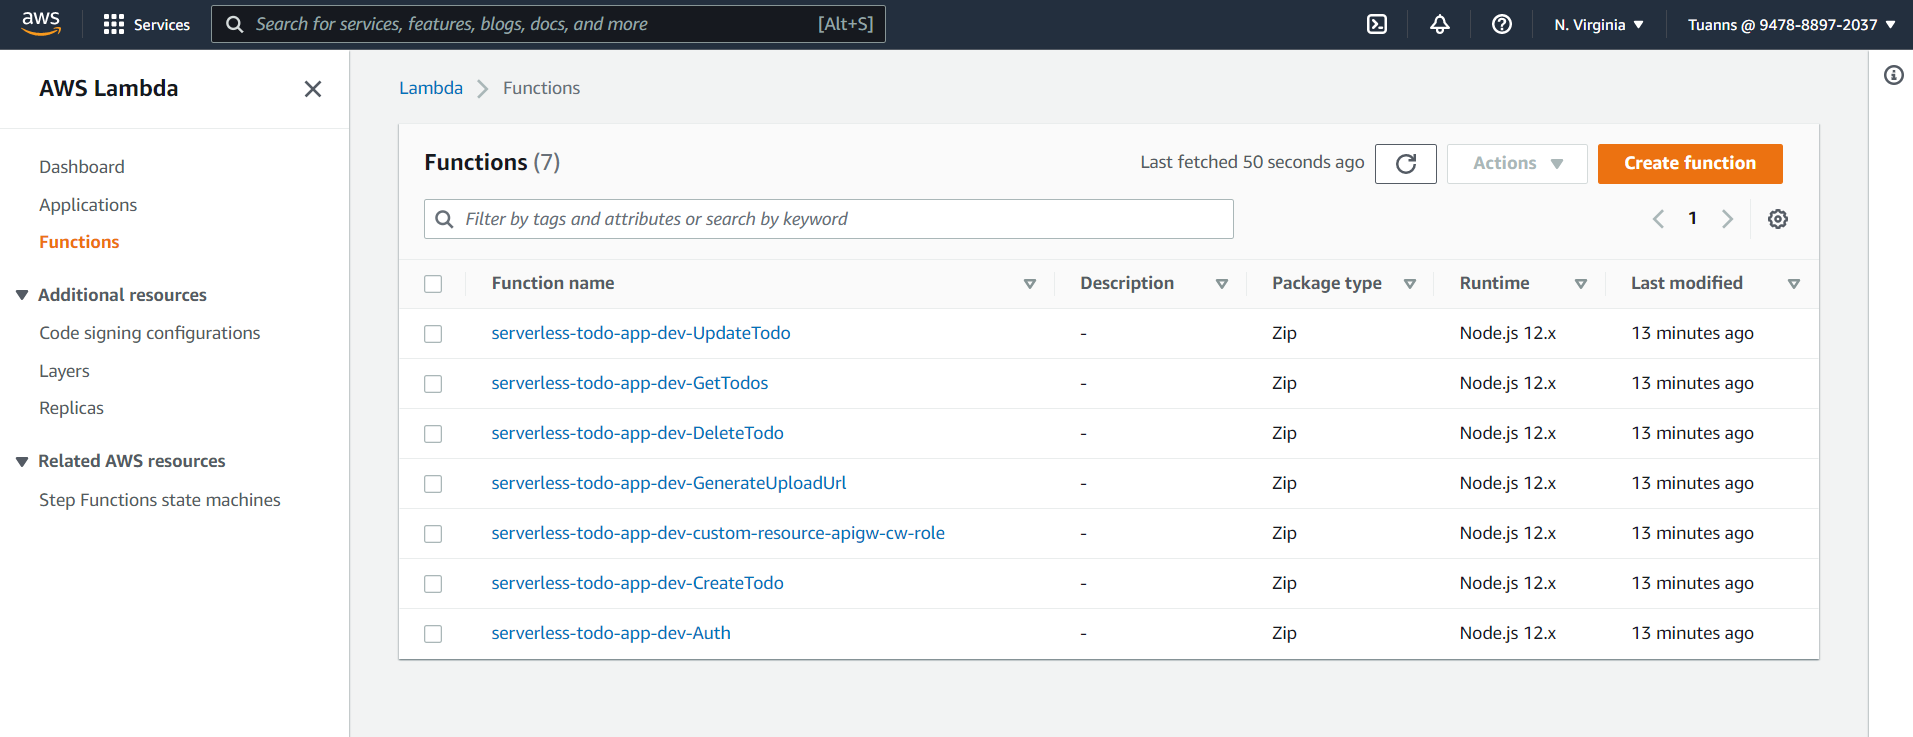 aws
Services
Search for services, features, blogs, docs, and more [Alt+S]
N. Virginia
Tuanns @ 9478-8897-2037
AWS Lambda
Dashboard
Applications
Functions
Additional resources
Code signing configurations
Layers
Replicas
Related AWS resources
Step Functions state machines
Lambda Functions
Functions (7)
Last fetched 50 seconds ago
Actions
Create function
Filter by tags and attributes or search by keyword
1
Function name Description Package type Runtime Last modified
serverless-todo-app-dev-UpdateTodo - Zip Node.js 12.x 13 minutes ago
serverless-todo-app-dev-GetTodos - Zip Node.js 12.x 13 minutes ago
serverless-todo-app-dev-DeleteTodo - Zip Node.js 12.x 13 minutes ago
serverless-todo-app-dev-GenerateUploadUrl - Zip Node.js 12.x 13 minutes ago
serverless-todo-app-dev-custom-resource-apigw-cw-role - Zip Node.js 12.x 13 minutes ago
serverless-todo-app-dev-CreateTodo - Zip Node.js 12.x 13 minutes ago
serverless-todo-app-dev-Auth - Zip Node.js 12.x 13 minutes ago